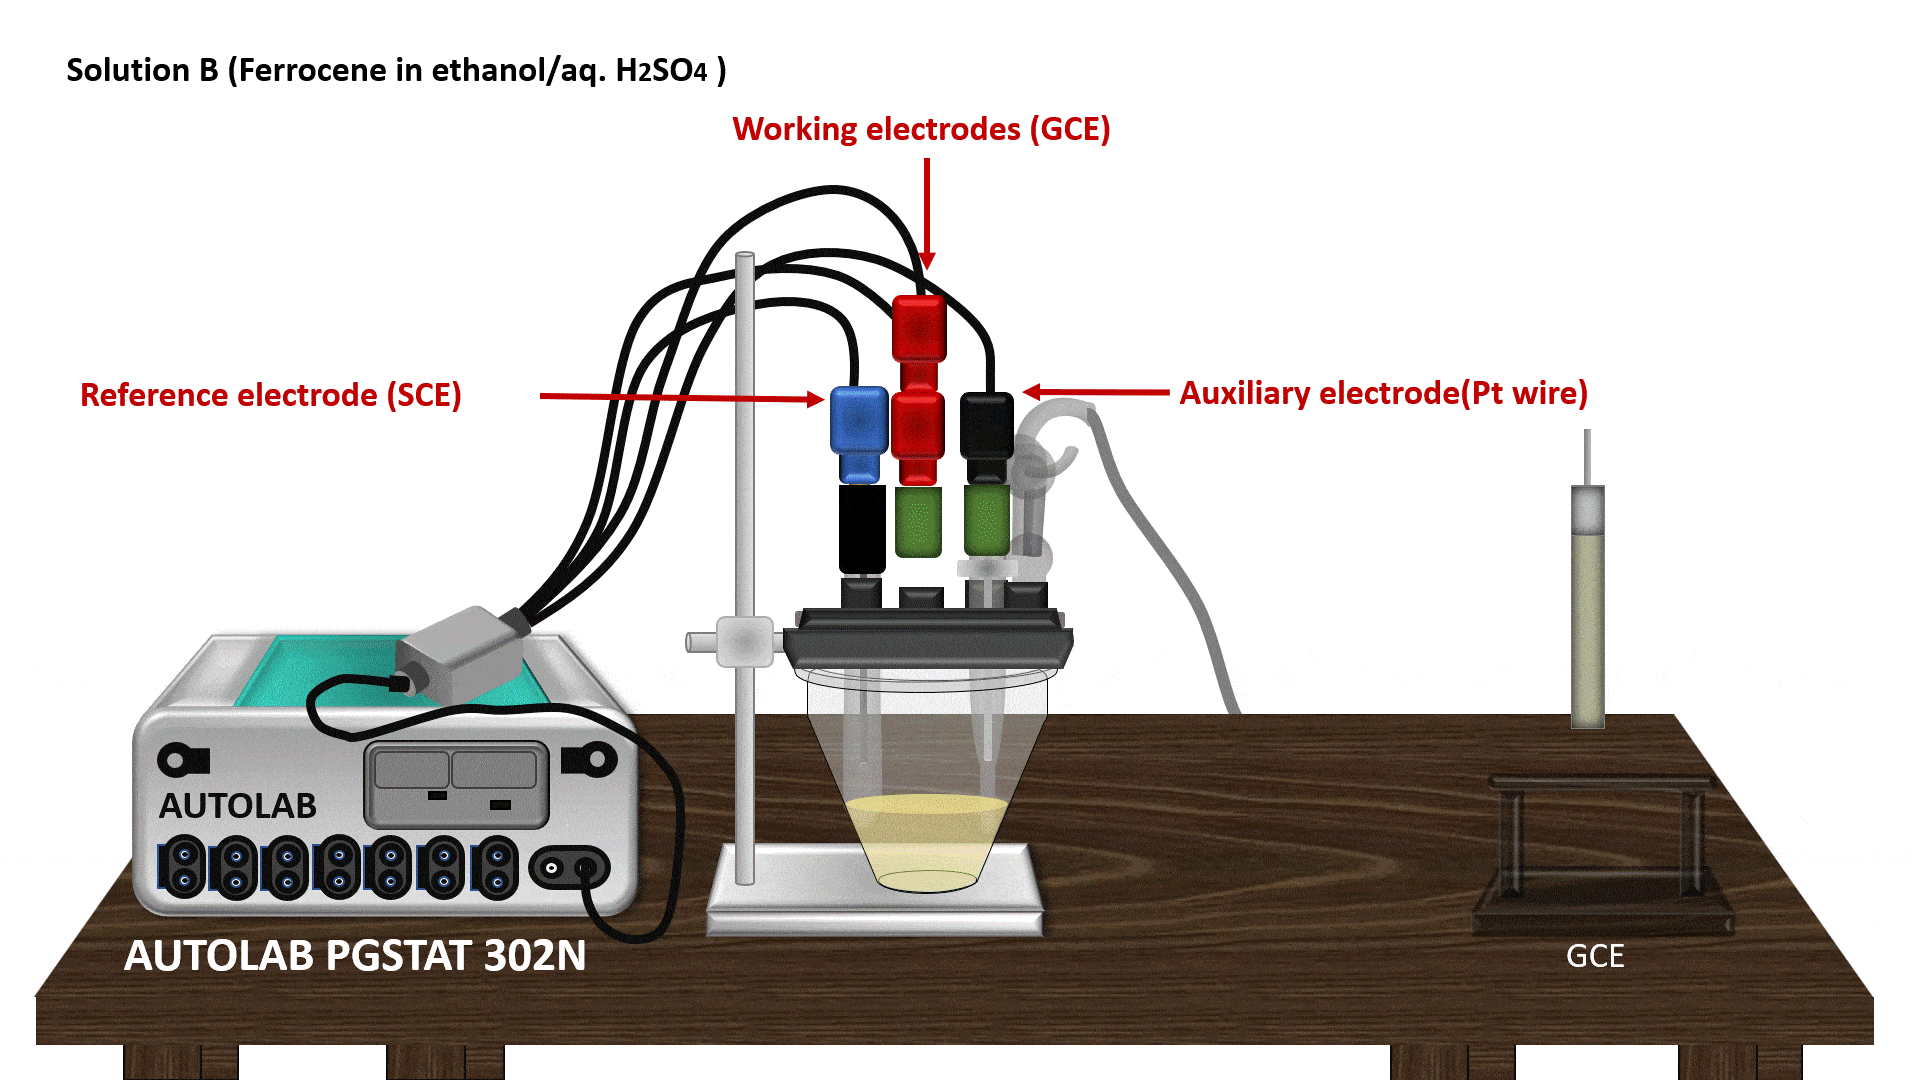 Solution B (Ferrocene in ethanol/aq. H2SO4 )
Working electrodes (GCE)
Reference electrode (SCE)
Auxiliary electrode(Pt wire)
AUTOLAB
AUTOLAB PGSTAT 302N
GCE